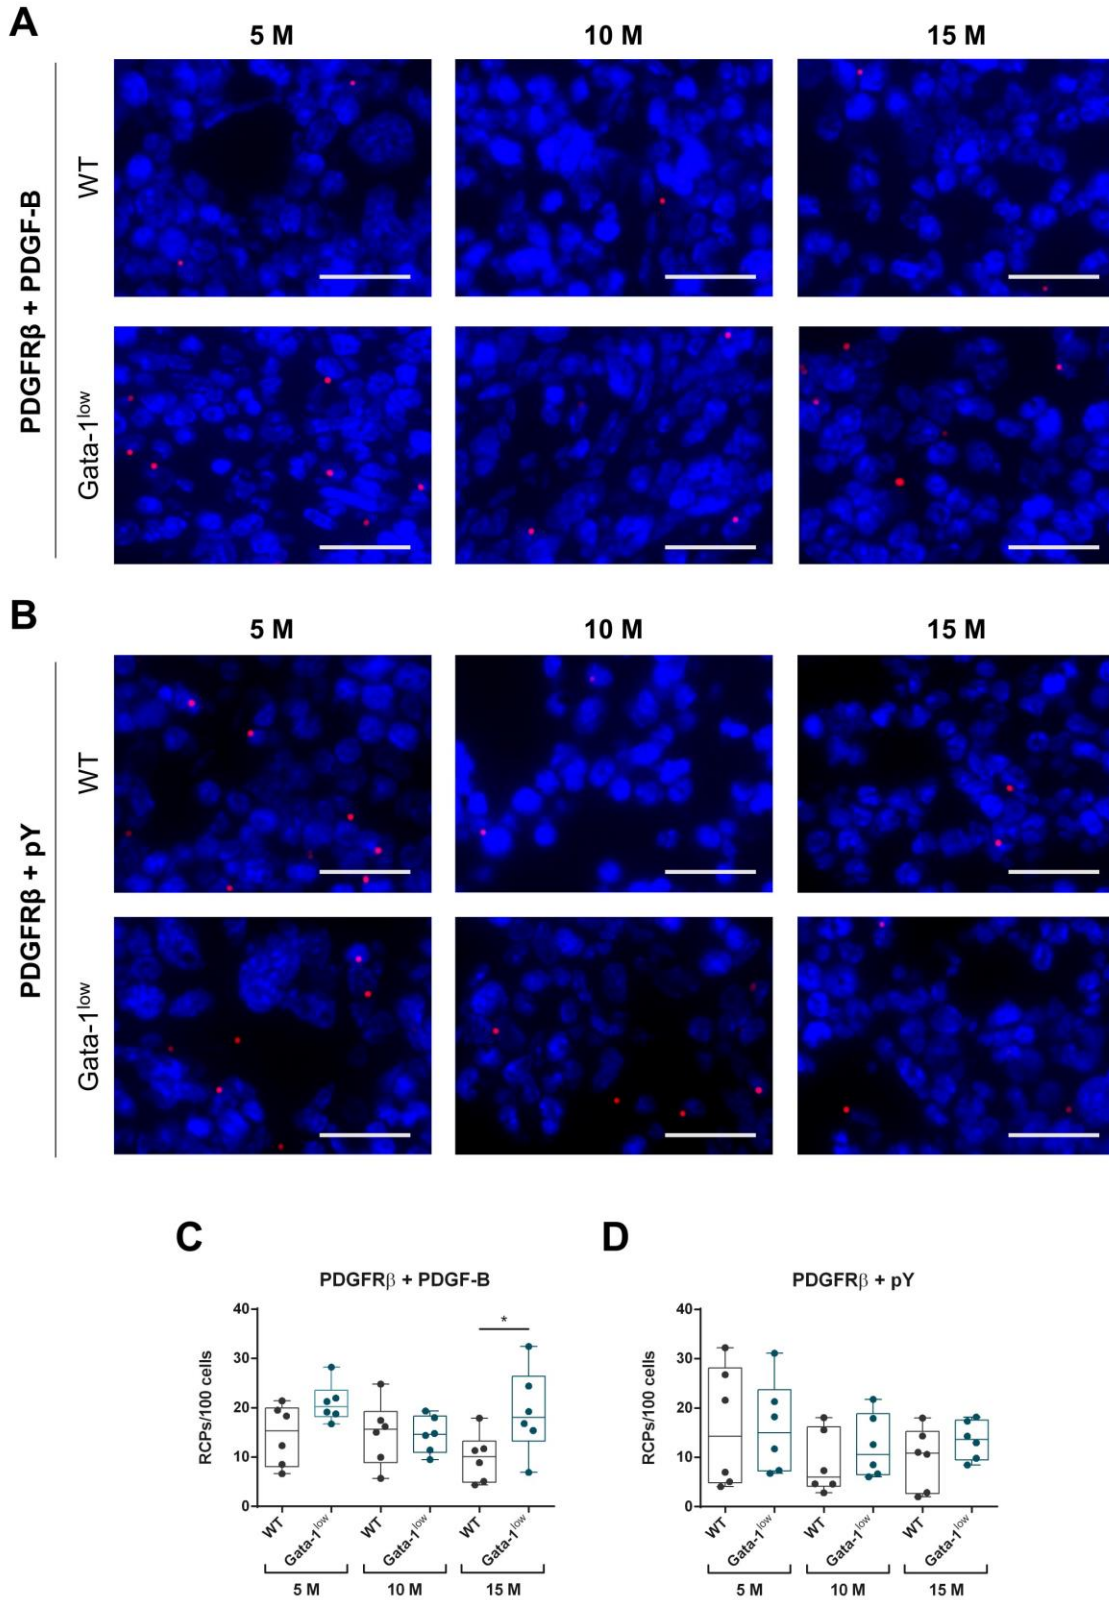 A
5 M 10 M 15 M
PDGFRβ + PDGF-B
WT
Gata-1low
B
5 M 10 M 15 M
PDGFRβ + pY
WT
Gata-1low
C
PDGFRβ + PDGF-B
RCPs/100 cells
40
30
20
10
0
*
WT Gata-1low WT Gata-1low WT Gata-1low
5 M 10 M 15 M
D
PDGFRβ + pY
RCPs/100 cells
40
30
20
10
0
WT Gata-1low WT Gata-1low WT Gata-1low
5 M 10 M 15 M